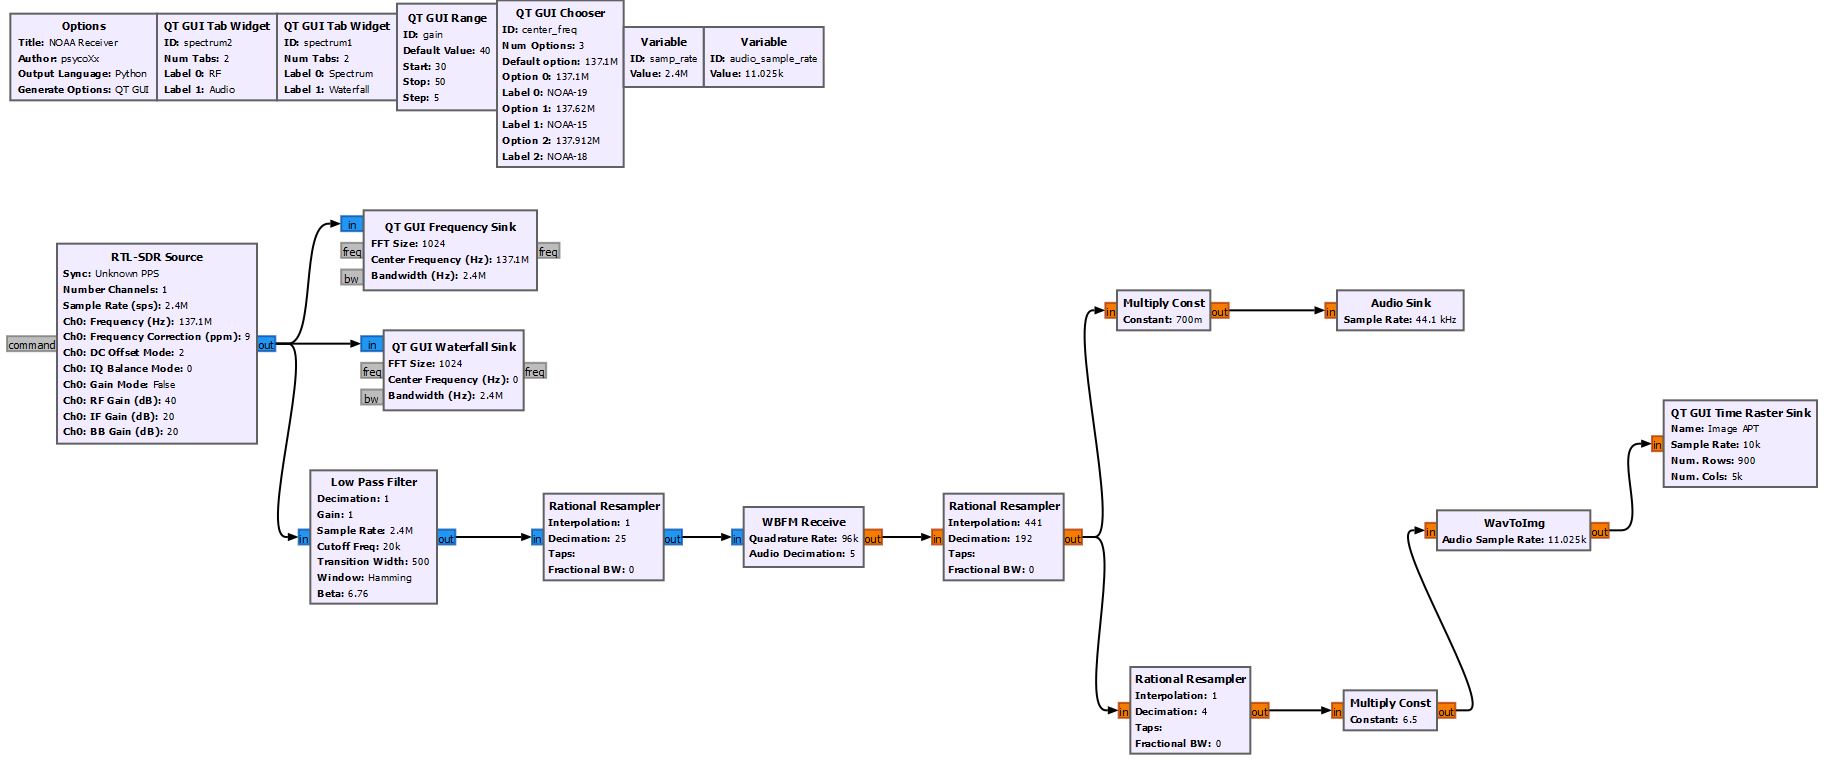 Options
Title: NOAA Receiver
Author: psycoXx
Output Language: Python
Generate Options: QT GUI
QT GUI Tab Widget
ID: spectrum2
Num Tabs: 2
Label 0: RF
Label 1: Audio
QT GUI Tab Widget
ID: spectrum1
Num Tabs: 2
Label 0: Spectrum
Label 1: Waterfall
QT GUI Range
ID: gain
Default Value: 40
Start: 30
Stop: 50
Step: 5
QT GUI Chooser
ID: center_freq
Num Options: 3
Default option: 137.1M
Option 0: 137.1M
Label 0: NOAA-19
Option 1: 137.62M
Label 1: NOAA-15
Option 2: 137.912M
Label 2: NOAA-18
Variable
ID: samp_rate
Value: 2.4M
Variable
ID: audio_sample_rate
Value: 11.025k
command
RTL-SDR Source
Sync: Unknown PPS
Number Channels: 1
Sample Rate (sps): 2.4M
Ch0: Frequency (Hz): 137.1M
Ch0: Frequency Correction (ppm): 9
Ch0: DC Offset Mode: 2
Ch0: IQ Balance Mode: 0
Ch0: Gain Mode: False
Ch0: RF Gain (dB): 40
Ch0: IF Gain (dB): 20
Ch0: BB Gain (dB): 20
out
in
freq
bw
QT GUI Frequency Sink
FFT Size: 1024
Center Frequency (Hz): 137.1M
Bandwidth (Hz): 2.4M
freq
in
freq
bw
QT GUI Waterfall Sink
FFT Size: 1024
Center Frequency (Hz): 0
Bandwidth (Hz): 2.4M
freq
in
Low Pass Filter
Decimation: 1
Gain: 1
Sample Rate: 2.4M
Cutoff Freq: 20k
Transition Width: 500
Window: Hamming
Beta: 6.76
out
in
Rational Resampler
Interpolation: 1
Decimation: 25
Taps:
Fractional BW: 0
out
in
WBFM Receive
Quadrature Rate: 96k
Audio Decimation: 5
out
in
Rational Resampler
Interpolation: 441
Decimation: 192
Taps:
Fractional BW: 0
out
in
Multiply Const
Constant: 700m
out
in
Audio Sink
Sample Rate: 44.1 kHz
in
Rational Resampler
Interpolation: 1
Decimation: 4
Taps:
Fractional BW: 0
out
in
Multiply Const
Constant: 6.5
out
in
WavToImg
Audio Sample Rate: 11.025k
out
in
QT GUI Time Raster Sink
Name: Image APT
Sample Rate: 10k
Num. Rows: 900
Num. Cols: 5k